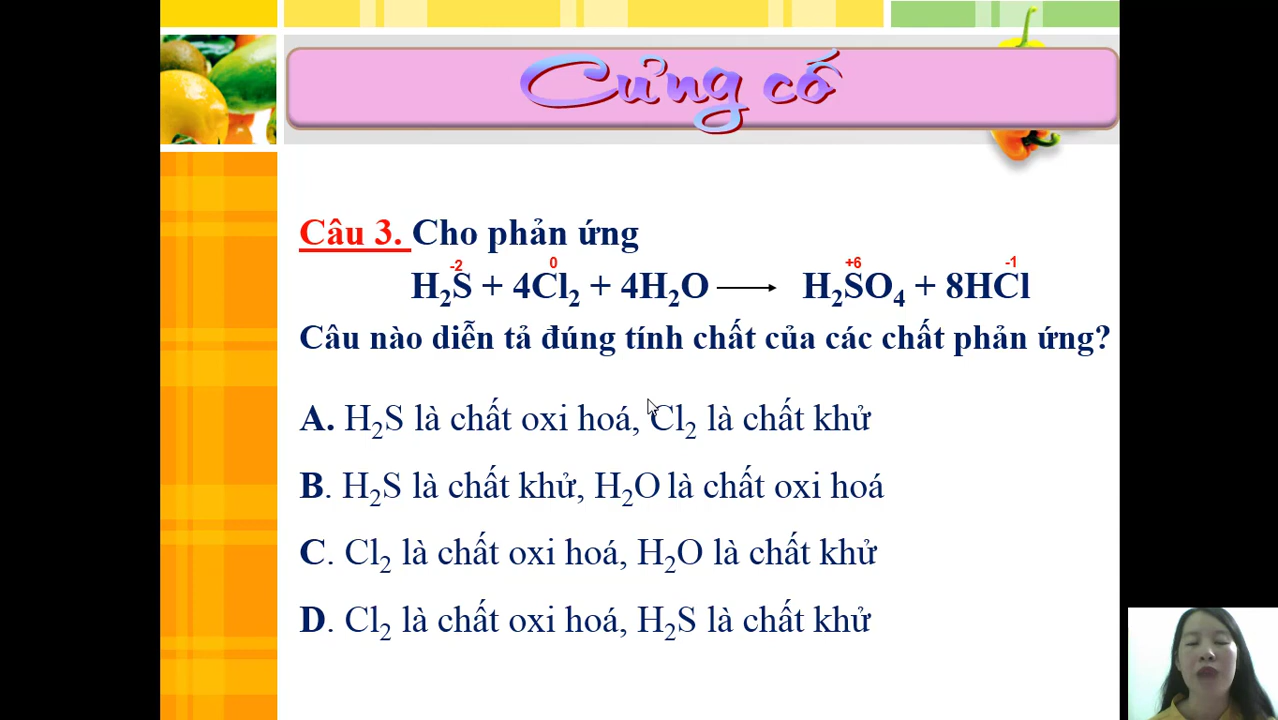 Củng cố
Câu 3. Cho phản ứng
-2 0 +6 -1
H₂S + 4Cl₂ + 4H₂O ⟶ H₂SO₄ + 8HCl
Câu nào diễn tả đúng tính chất của các chất phản ứng?
A. H₂S là chất oxi hoá, Cl₂ là chất khử
B. H₂S là chất khử, H₂O là chất oxi hoá
C. Cl₂ là chất oxi hoá, H₂O là chất khử
D. Cl₂ là chất oxi hoá, H₂S là chất khử